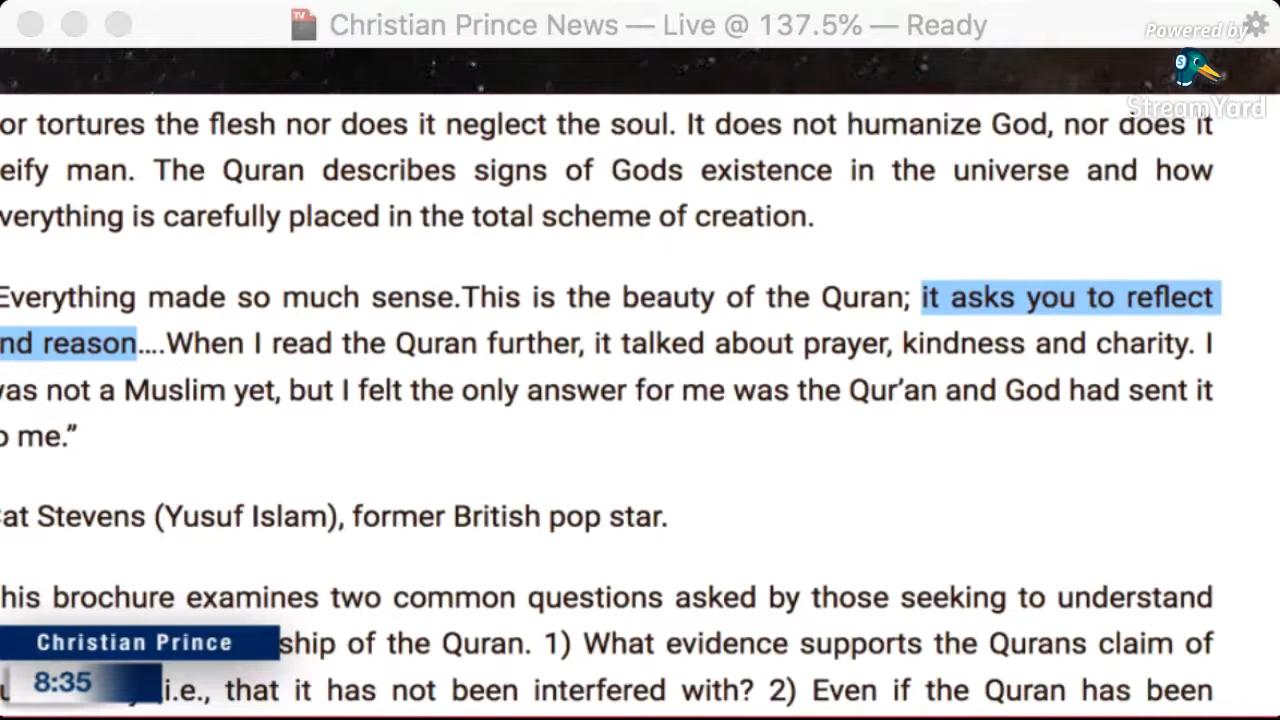 Christian Prince News — Live @ 137.5% — Ready
Powered by
StreamYard
or tortures the flesh nor does it neglect the soul. It does not humanize God, nor does it
eify man. The Quran describes signs of Gods existence in the universe and how
verything is carefully placed in the total scheme of creation.
Everything made so much sense.This is the beauty of the Quran; it asks you to reflect
nd reason....When I read the Quran further, it talked about prayer, kindness and charity. I
was not a Muslim yet, but I felt the only answer for me was the Qur’an and God had sent it
o me.”
Cat Stevens (Yusuf Islam), former British pop star.
his brochure examines two common questions asked by those seeking to understand
ship of the Quran. 1) What evidence supports the Qurans claim of
i.e., that it has not been interfered with? 2) Even if the Quran has been
Christian Prince
8:35